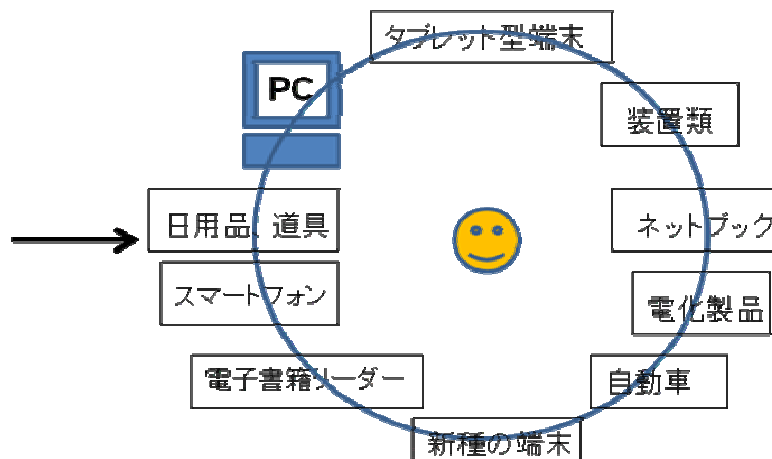 タブレット型端末
PC
装置類
日用品、道具
ネットブック
スマートフォン
電化製品
電子書籍リーダー
自動車
新種の端末